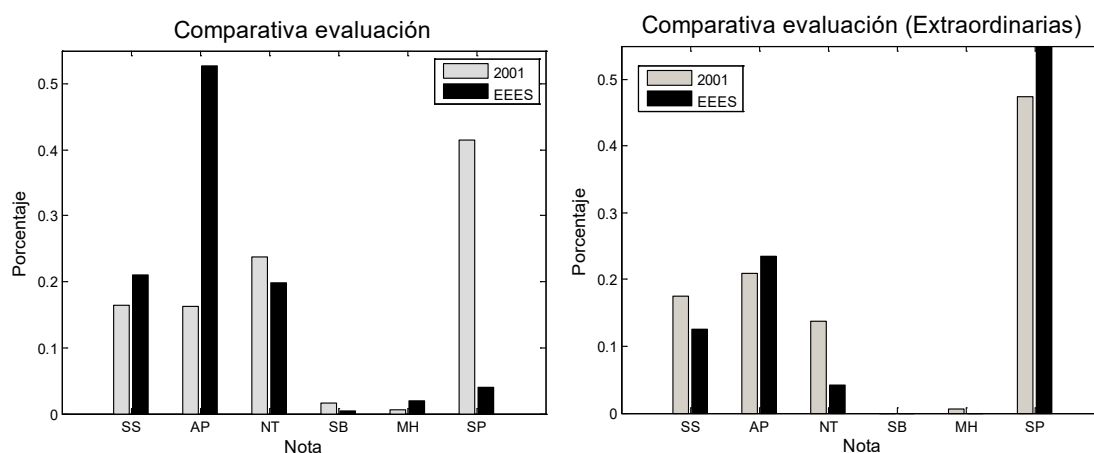 Comparativa evaluación
0.5
0.4
0.3
0.2
0.1
0
Porcentaje
2001
EEES
SS AP NT SB MH SP
Nota
Comparativa evaluación (Extraordinarias)
0.5
0.4
0.3
0.2
0.1
0
Porcentaje
2001
EEES
SS AP NT SB MH SP
Nota